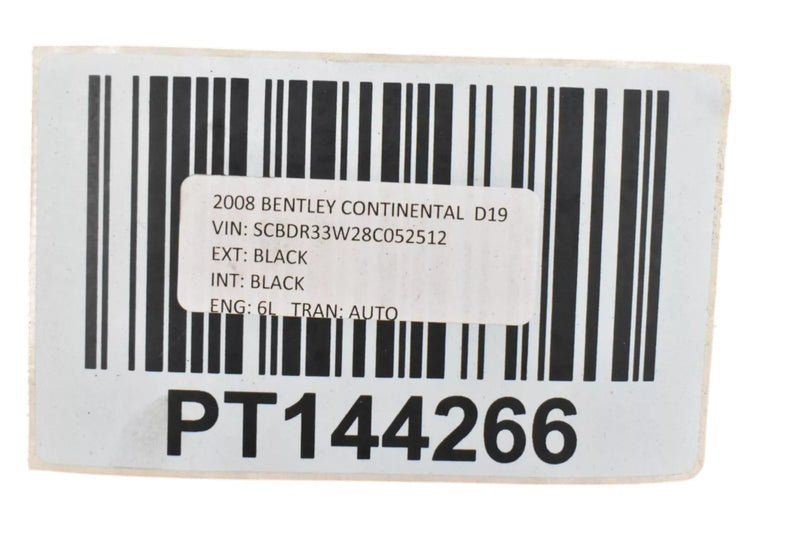 2008 BENTLEY CONTINENTAL D19
VIN: SCBDR33W28C052512
EXT: BLACK
INT: BLACK
ENG: 6L TRAN: AUTO
PT144266